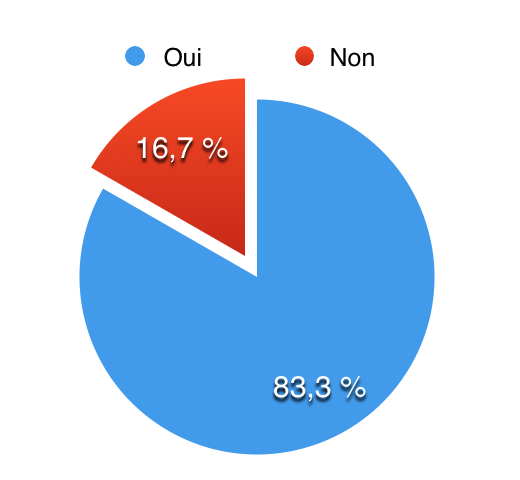 Oui Non
16,7 %
83,3 %